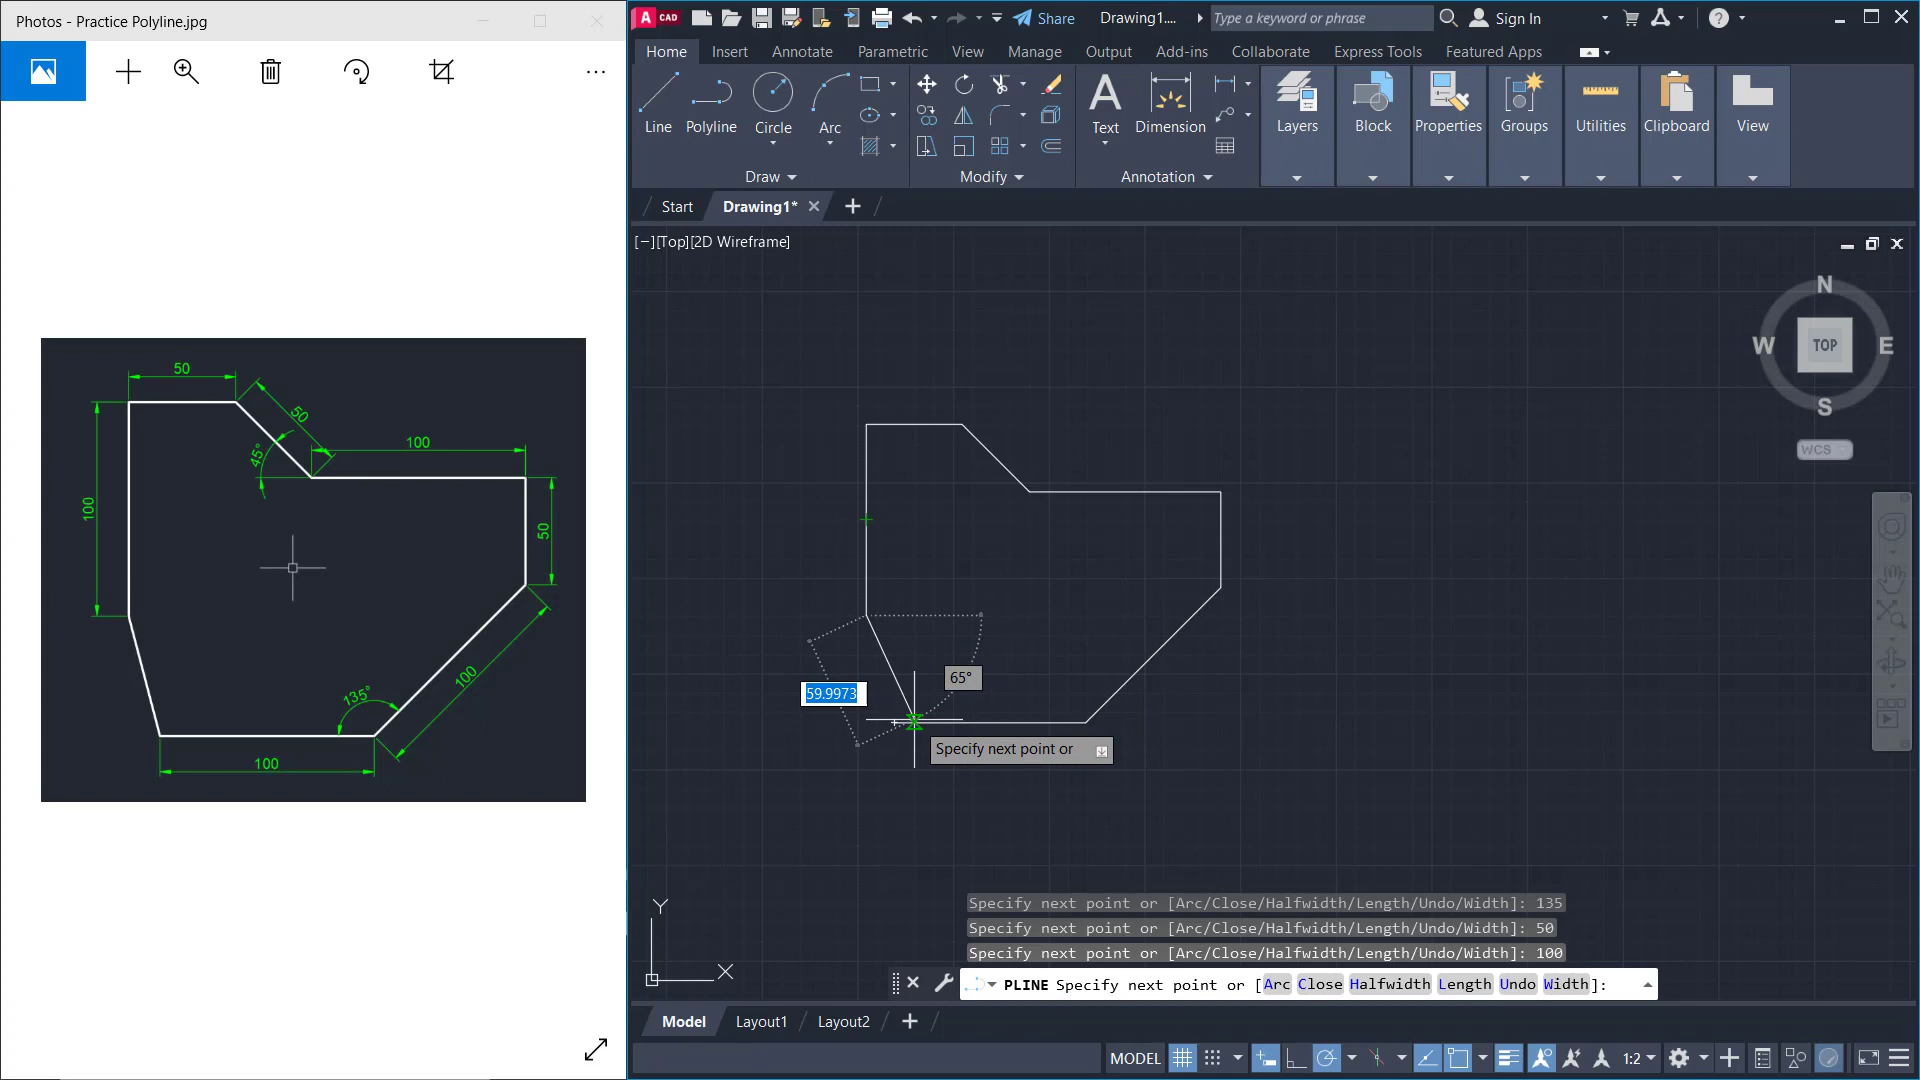 Photos - Practice Polyline.jpg
50
50
45°
100
100
50
135°
100
100
A CAD
Share
Drawing1....
Type a keyword or phrase
Sign In
Home
Insert
Annotate
Parametric
View
Manage
Output
Add-ins
Collaborate
Express Tools
Featured Apps
Line
Polyline
Circle
Arc
Text
Dimension
Layers
Block
Properties
Groups
Utilities
Clipboard
View
Draw
Modify
Annotation
Start
Drawing1*
[−][Top][2D Wireframe]
N
W
TOP
E
S
WCS
65°
59.9973
Specify next point or
Y
X
Specify next point or [Arc/Close/Halfwidth/Length/Undo/Width]: 135
Specify next point or [Arc/Close/Halfwidth/Length/Undo/Width]: 50
Specify next point or [Arc/Close/Halfwidth/Length/Undo/Width]: 100
PLINE Specify next point or [Arc Close Halfwidth Length Undo Width]:
Model
Layout1
Layout2
MODEL
1:2